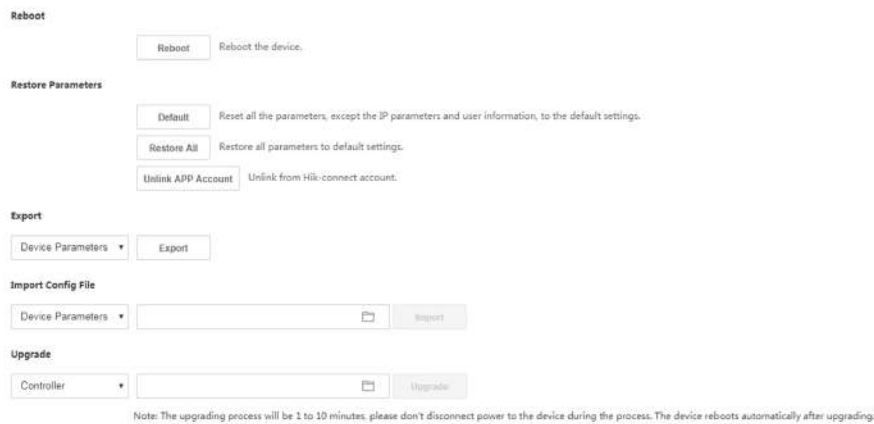 Reboot
Reboot Reboot the device.
Restore Parameters
Default Reset all the parameters, except the IP parameters and user information, to the default settings.
Restore All Restore all parameters to default settings.
Unlink APP Account Unlink from Hik-connect account.
Export
Device Parameters Export
Import Config File
Device Parameters Import
Upgrade
Controller Upgrade
Note: The upgrading process will be 1 to 10 minutes, please don't disconnect power to the device during the process. The device reboots automatically after upgrading.